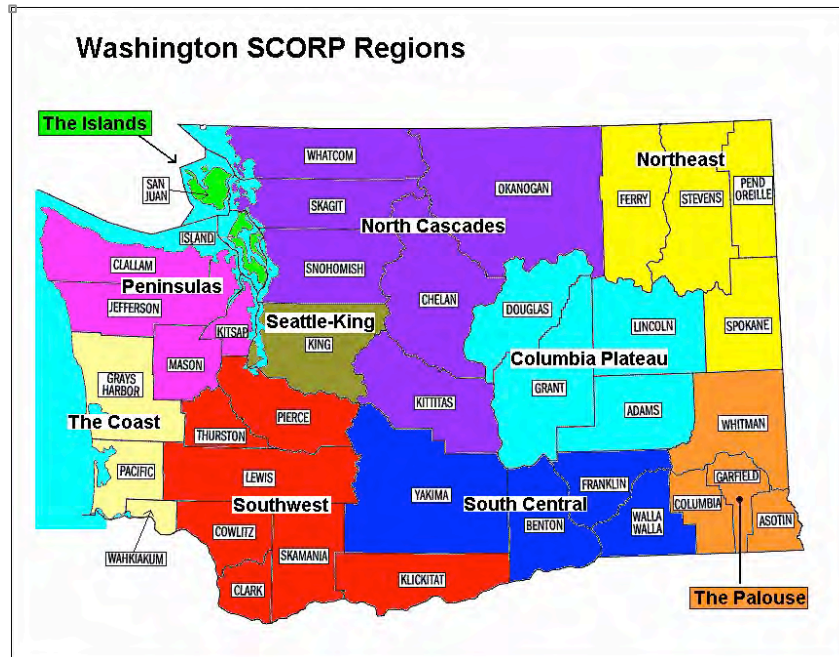 Washington SCORP Regions
The Islands
WHATCOM
Northeast
OKANOGAN
SAN
JUAN
FERRY
STEVENS
PEND
OREILLE
SKAGIT
North Cascades
ISLAND
CLALLAM
SNOHOMISH
Peninsulas
CHELAN
JEFFERSON
DOUGLAS
Seattle-King
LINCOLN
KITSAP
SPOKANE
KING
Columbia Plateau
MASON
GRAYS
HARBOR
GRANT
KITTITAS
ADAMS
The Coast
PIERCE
WHITMAN
THURSTON
PACIFIC
LEWIS
GARFIELD
FRANKLIN
YAKIMA
South Central
COLUMBIA
Southwest
WALLA
WALLA
ASOTIN
BENTON
COWLITZ
SKAMANIA
WAHKIAKUM
KLICKITAT
CLARK
The Palouse